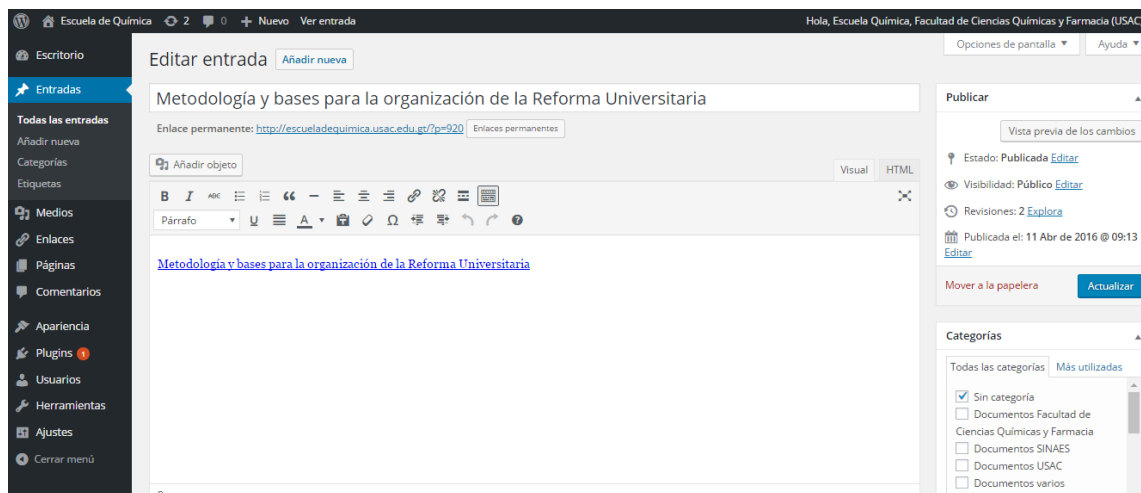 Escuela de Química 2 0 + Nuevo Ver entrada Hola, Escuela Química, Facultad de Ciencias Químicas y Farmacia (USAC
Opciones de pantalla Ayuda
Escritorio
Entradas
Todas las entradas
Añadir nueva
Categorías
Etiquetas
Medios
Enlaces
Páginas
Comentarios
Apariencia
Plugins 1
Usuarios
Herramientas
Ajustes
Cerrar menú
Editar entrada Añadir nueva
Metodología y bases para la organización de la Reforma Universitaria
Enlace permanente: http://escueladequimica.usac.edu.gt/?p=920 Enlaces permanentes
Añadir objeto
Visual HTML
B I ABC
Párrafo U A Ω
Metodología y bases para la organización de la Reforma Universitaria
Publicar
Vista previa de los cambios
Estado: Publicada Editar
Visibilidad: Público Editar
Revisiones: 2 Explora
Publicada el: 11 Abr de 2016 @ 09:13
Editar
Mover a la papelera Actualizar
Categorías
Todas las categorías Más utilizadas
Sin categoría
Documentos Facultad de
Ciencias Químicas y Farmacia
Documentos SINAES
Documentos USAC
Documentos varios